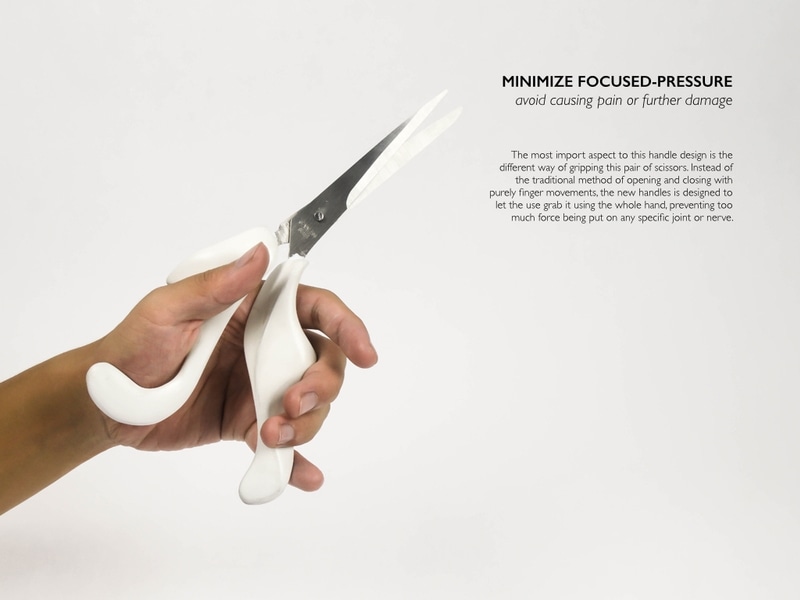 MINIMIZE FOCUSED-PRESSURE
avoid causing pain or further damage
The most import aspect to this handle design is the
different way of gripping this pair of scissors. Instead of
the traditional method of opening and closing with
purely finger movements, the new handles is designed to
let the use grab it using the whole hand, preventing too
much force being put on any specific joint or nerve.